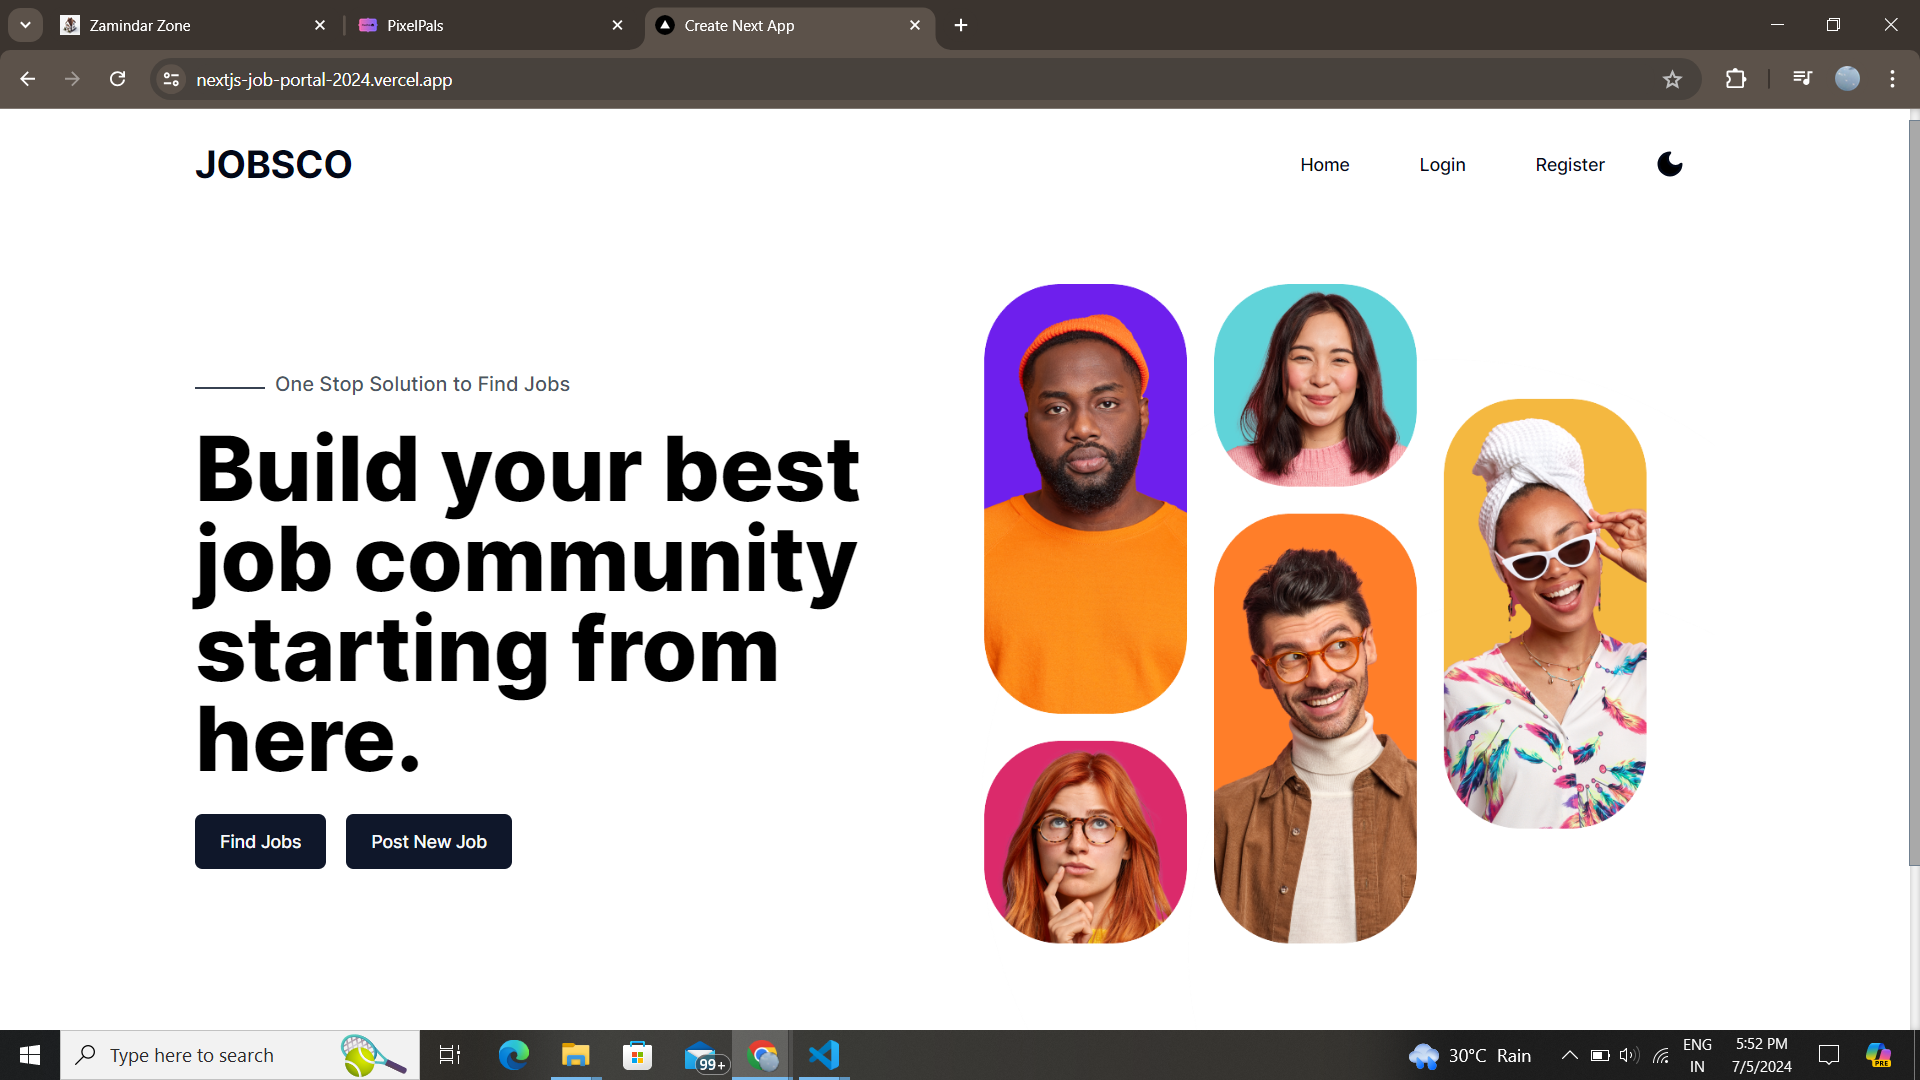 Zamindar Zone
PixelPals
Create Next App
nextjs-job-portal-2024.vercel.app
JOBSCO
Home
Login
Register
One Stop Solution to Find Jobs
Build your best
job community
starting from
here.
Find Jobs
Post New Job
Type here to search
99+
30°C Rain
ENG
IN
5:52 PM
7/5/2024
PRE